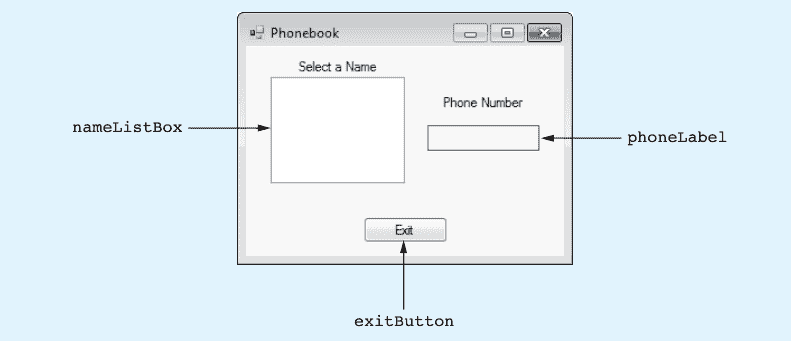 Phonebook
Select a Name
Phone Number
nameListBox
phoneLabel
Exit
exitButton